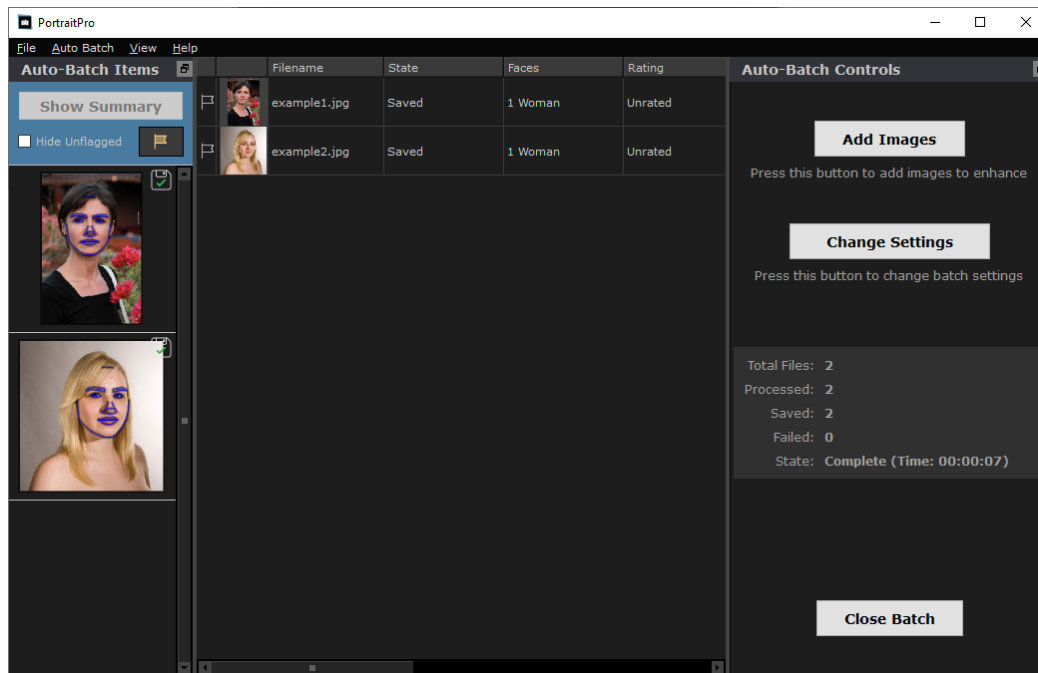 PortraitPro
File Auto Batch View Help
Auto-Batch Items
Show Summary
Hide Unflagged
Filename State Faces Rating
example1.jpg Saved 1 Woman Unrated
example2.jpg Saved 1 Woman Unrated
Auto-Batch Controls
Add Images
Press this button to add images to enhance
Change Settings
Press this button to change batch settings
Total Files: 2
Processed: 2
Saved: 2
Failed: 0
State: Complete (Time: 00:00:07)
Close Batch